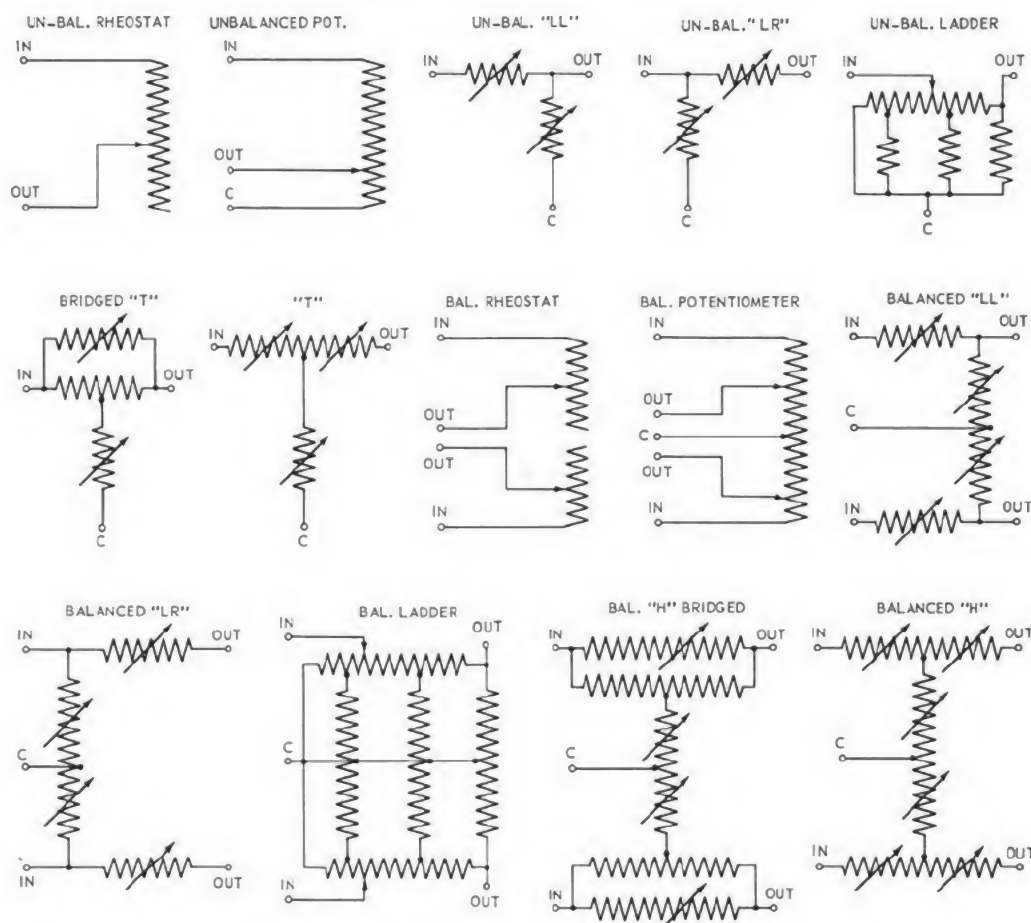 UN-BAL. RHEOSTAT
IN
OUT
UNBALANCED POT.
IN
OUT
C
UN-BAL. "LL"
IN
OUT
C
UN-BAL." LR"
IN
OUT
C
UN-BAL. LADDER
IN
OUT
C
BRIDGED "T"
IN
OUT
C
"T"
IN
OUT
C
BAL. RHEOSTAT
IN
OUT
OUT
IN
BAL. POTENTIOMETER
IN
OUT
C
OUT
IN
BALANCED "LL"
IN
OUT
C
IN
OUT
BALANCED "LR"
IN
OUT
C
IN
OUT
BAL. LADDER
IN
OUT
C
IN
OUT
BAL. "H" BRIDGED
IN
OUT
C
IN
OUT
BALANCED "H"
IN
OUT
C
IN
OUT